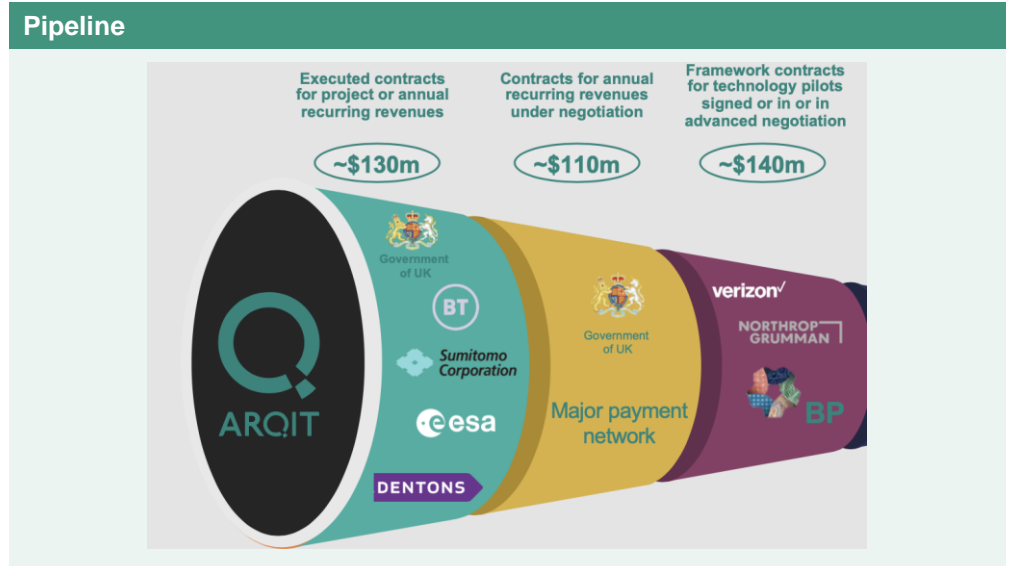 Pipeline
Executed contracts
for project or annual
recurring revenues
Contracts for annual
recurring revenues
under negotiation
Framework contracts
for technology pilots
signed or in or in
advanced negotiation
~$130m
~$110m
~$140m
ARQIT
Government
of UK
BT
Sumitomo
Corporation
esa
DENTONS
Government
of UK
Major payment
network
verizon✓
NORTHROP
GRUMMAN
BP